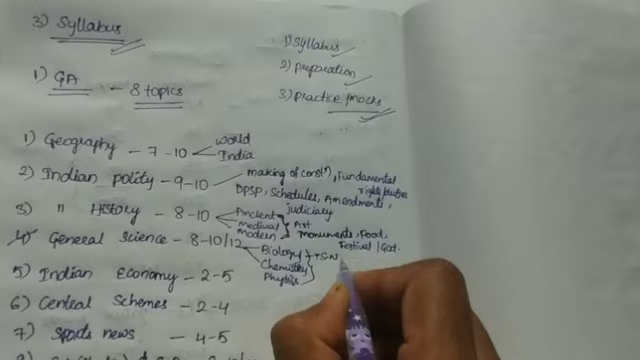 3) Syllabus
1) Syllabus
2) Preparation
3) Practice mocks
1) GA - 8 topics
1) Geography - 7-10 World
India
2) Indian polity - 9-10 making of const), Fundamental
rights
DPSP, Schedules, Amendments,
judiciary
3) " History - 8-10 Ancient
medival
modern
Art
monuments, Food,
Festival | God.
4) General Science - 8-10/12
Biology
Chemistry
Physics
5) Indian Economy - 2-5
6) Central Schemes - 2-4
7) Sports news - 4-5